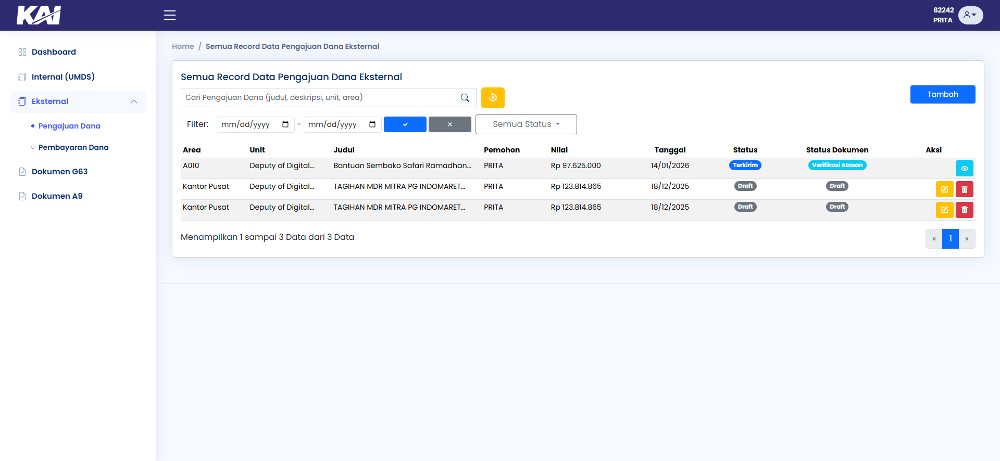 KAI
62242
PRITA
Dashboard
Internal (UMDS)
Eksternal
Pengajuan Dana
Pembayaran Dana
Dokumen G63
Dokumen A9
Home / Semua Record Data Pengajuan Dana Eksternal
Semua Record Data Pengajuan Dana Eksternal
Cari Pengajuan Dana (judul, deskripsi, unit, area)
Tambah
Filter: mm/dd/yyyy - mm/dd/yyyy Semua Status
Area Unit Judul Pemohon Nilai Tanggal Status Status Dokumen Aksi
A010 Deputy of Digital... Bantuan Sembako Safari Ramadhan... PRITA Rp 97.625.000 14/01/2026 Terkirim Verifikasi Atasan
Kantor Pusat Deputy of Digital... TAGIHAN MDR MITRA PG INDOMARET... PRITA Rp 123.814.865 18/12/2025 Draft Draft
Kantor Pusat Deputy of Digital... TAGIHAN MDR MITRA PG INDOMARET... PRITA Rp 123.814.865 18/12/2025 Draft Draft
Menampilkan 1 sampai 3 Data dari 3 Data
« 1 »